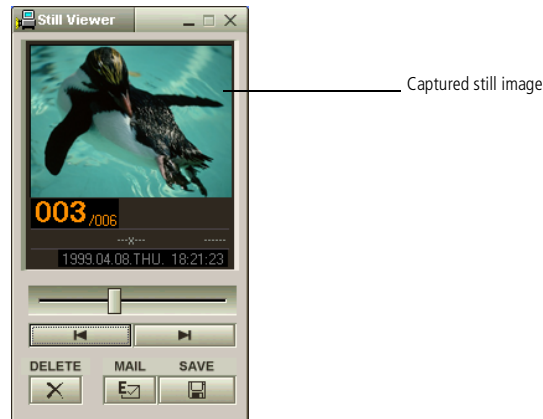 Still Viewer
Captured still image
003/006
---x--- ------
1999.04.08.THU. 18:21:23
DELETE MAIL SAVE
E